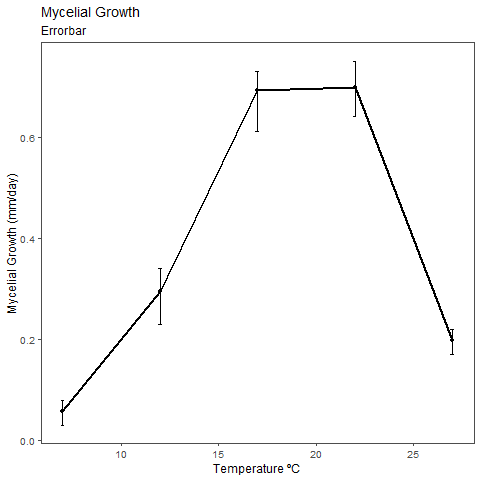 Mycelial Growth
Errorbar
Mycelial Growth (mm/day)
0.6
0.4
0.2
0.0
10 15 20 25
Temperature ºC